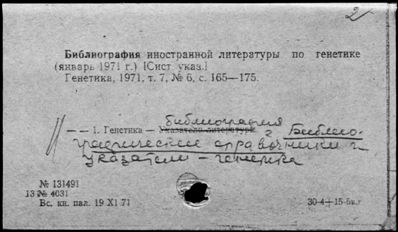 2
Библиография иностранной литературы по генетике
(январь 1971 г.) [Сист указ.]
Генетика, 1971, т. 7, № 6, с. 165—175.
Библиография
— 1. Генетика — Указатели литературы 2 Библио-
графические справочники и
указатели — генетика
№ 131491
13 № 4031
Вс. кн. пал. 19 XI 71
30-4+15-би.г